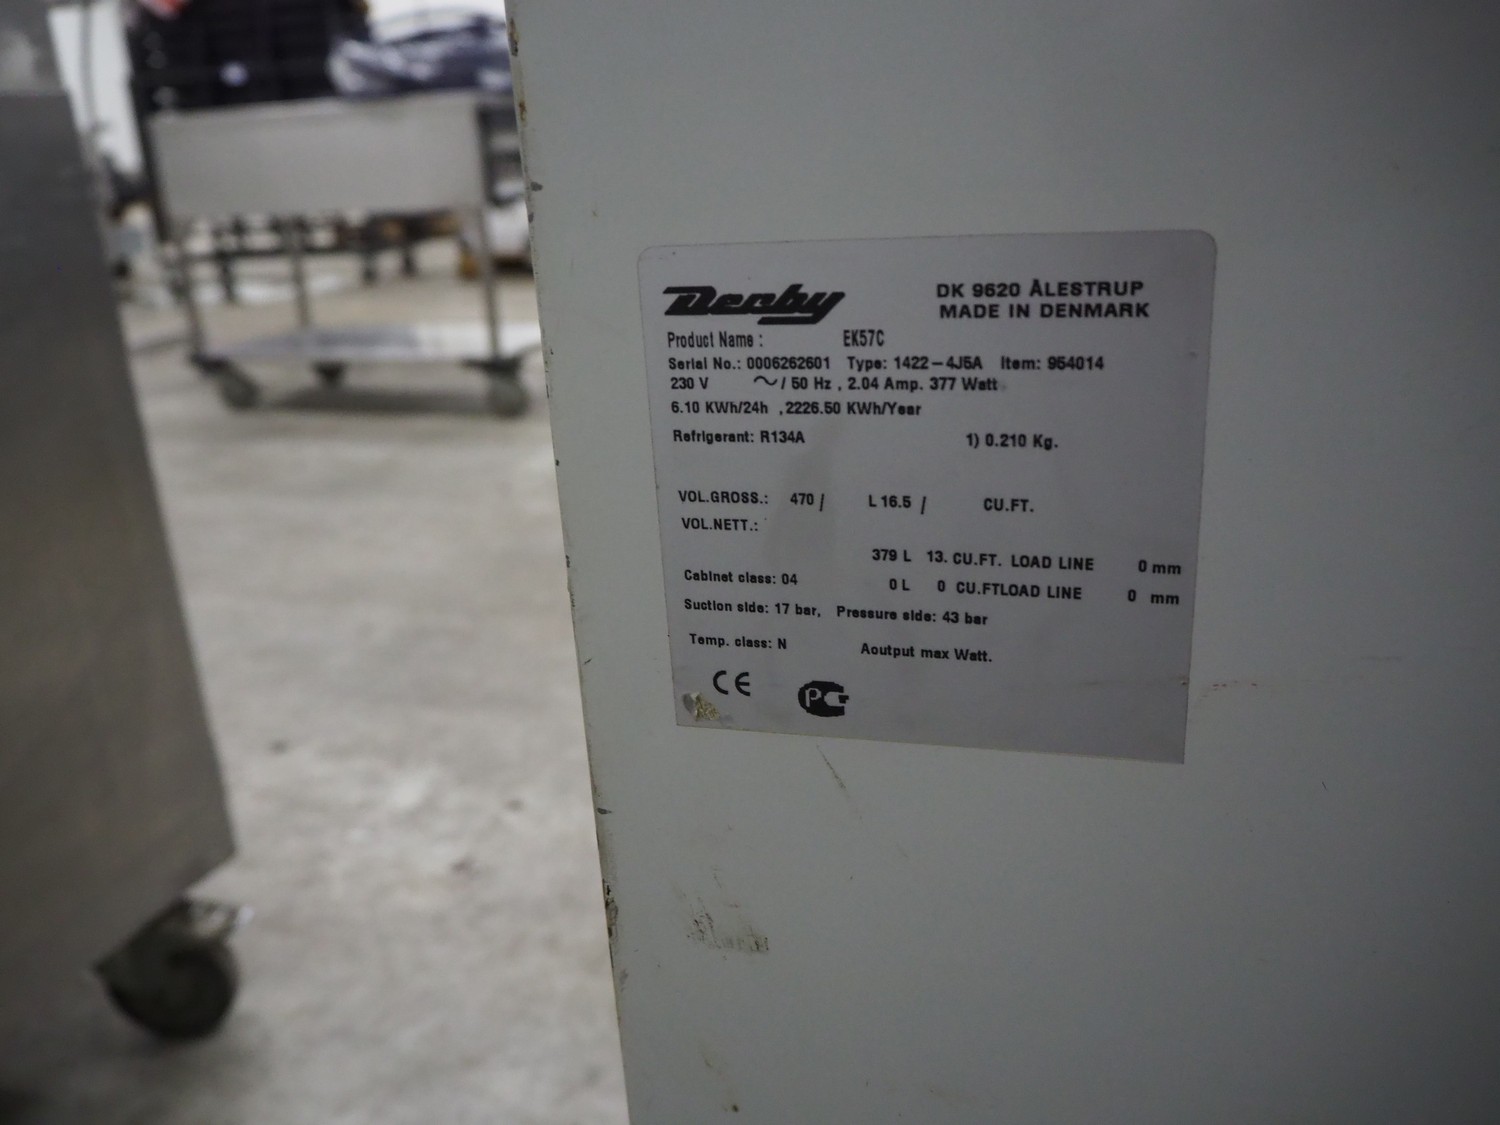 Derby
DK 9620 ÅLESTRUP
MADE IN DENMARK
Product Name : EK57C
Serial No.: 0006262601 Type: 1422-4J5A Item: 954014
230 V ~/ 50 Hz , 2.04 Amp. 377 Watt
6.10 KWh/24h ,2226.50 KWh/Year
Refrigerant: R134A 1) 0.210 Kg.
VOL.GROSS.: 470 / L 16.5 / CU.FT.
VOL.NETT.:
379 L 13. CU.FT. LOAD LINE 0 mm
Cabinet class: 04 0 L 0 CU.FTLOAD LINE 0 mm
Suction side: 17 bar, Pressure side: 43 bar
Temp. class: N Aoutput max Watt.
CE PC